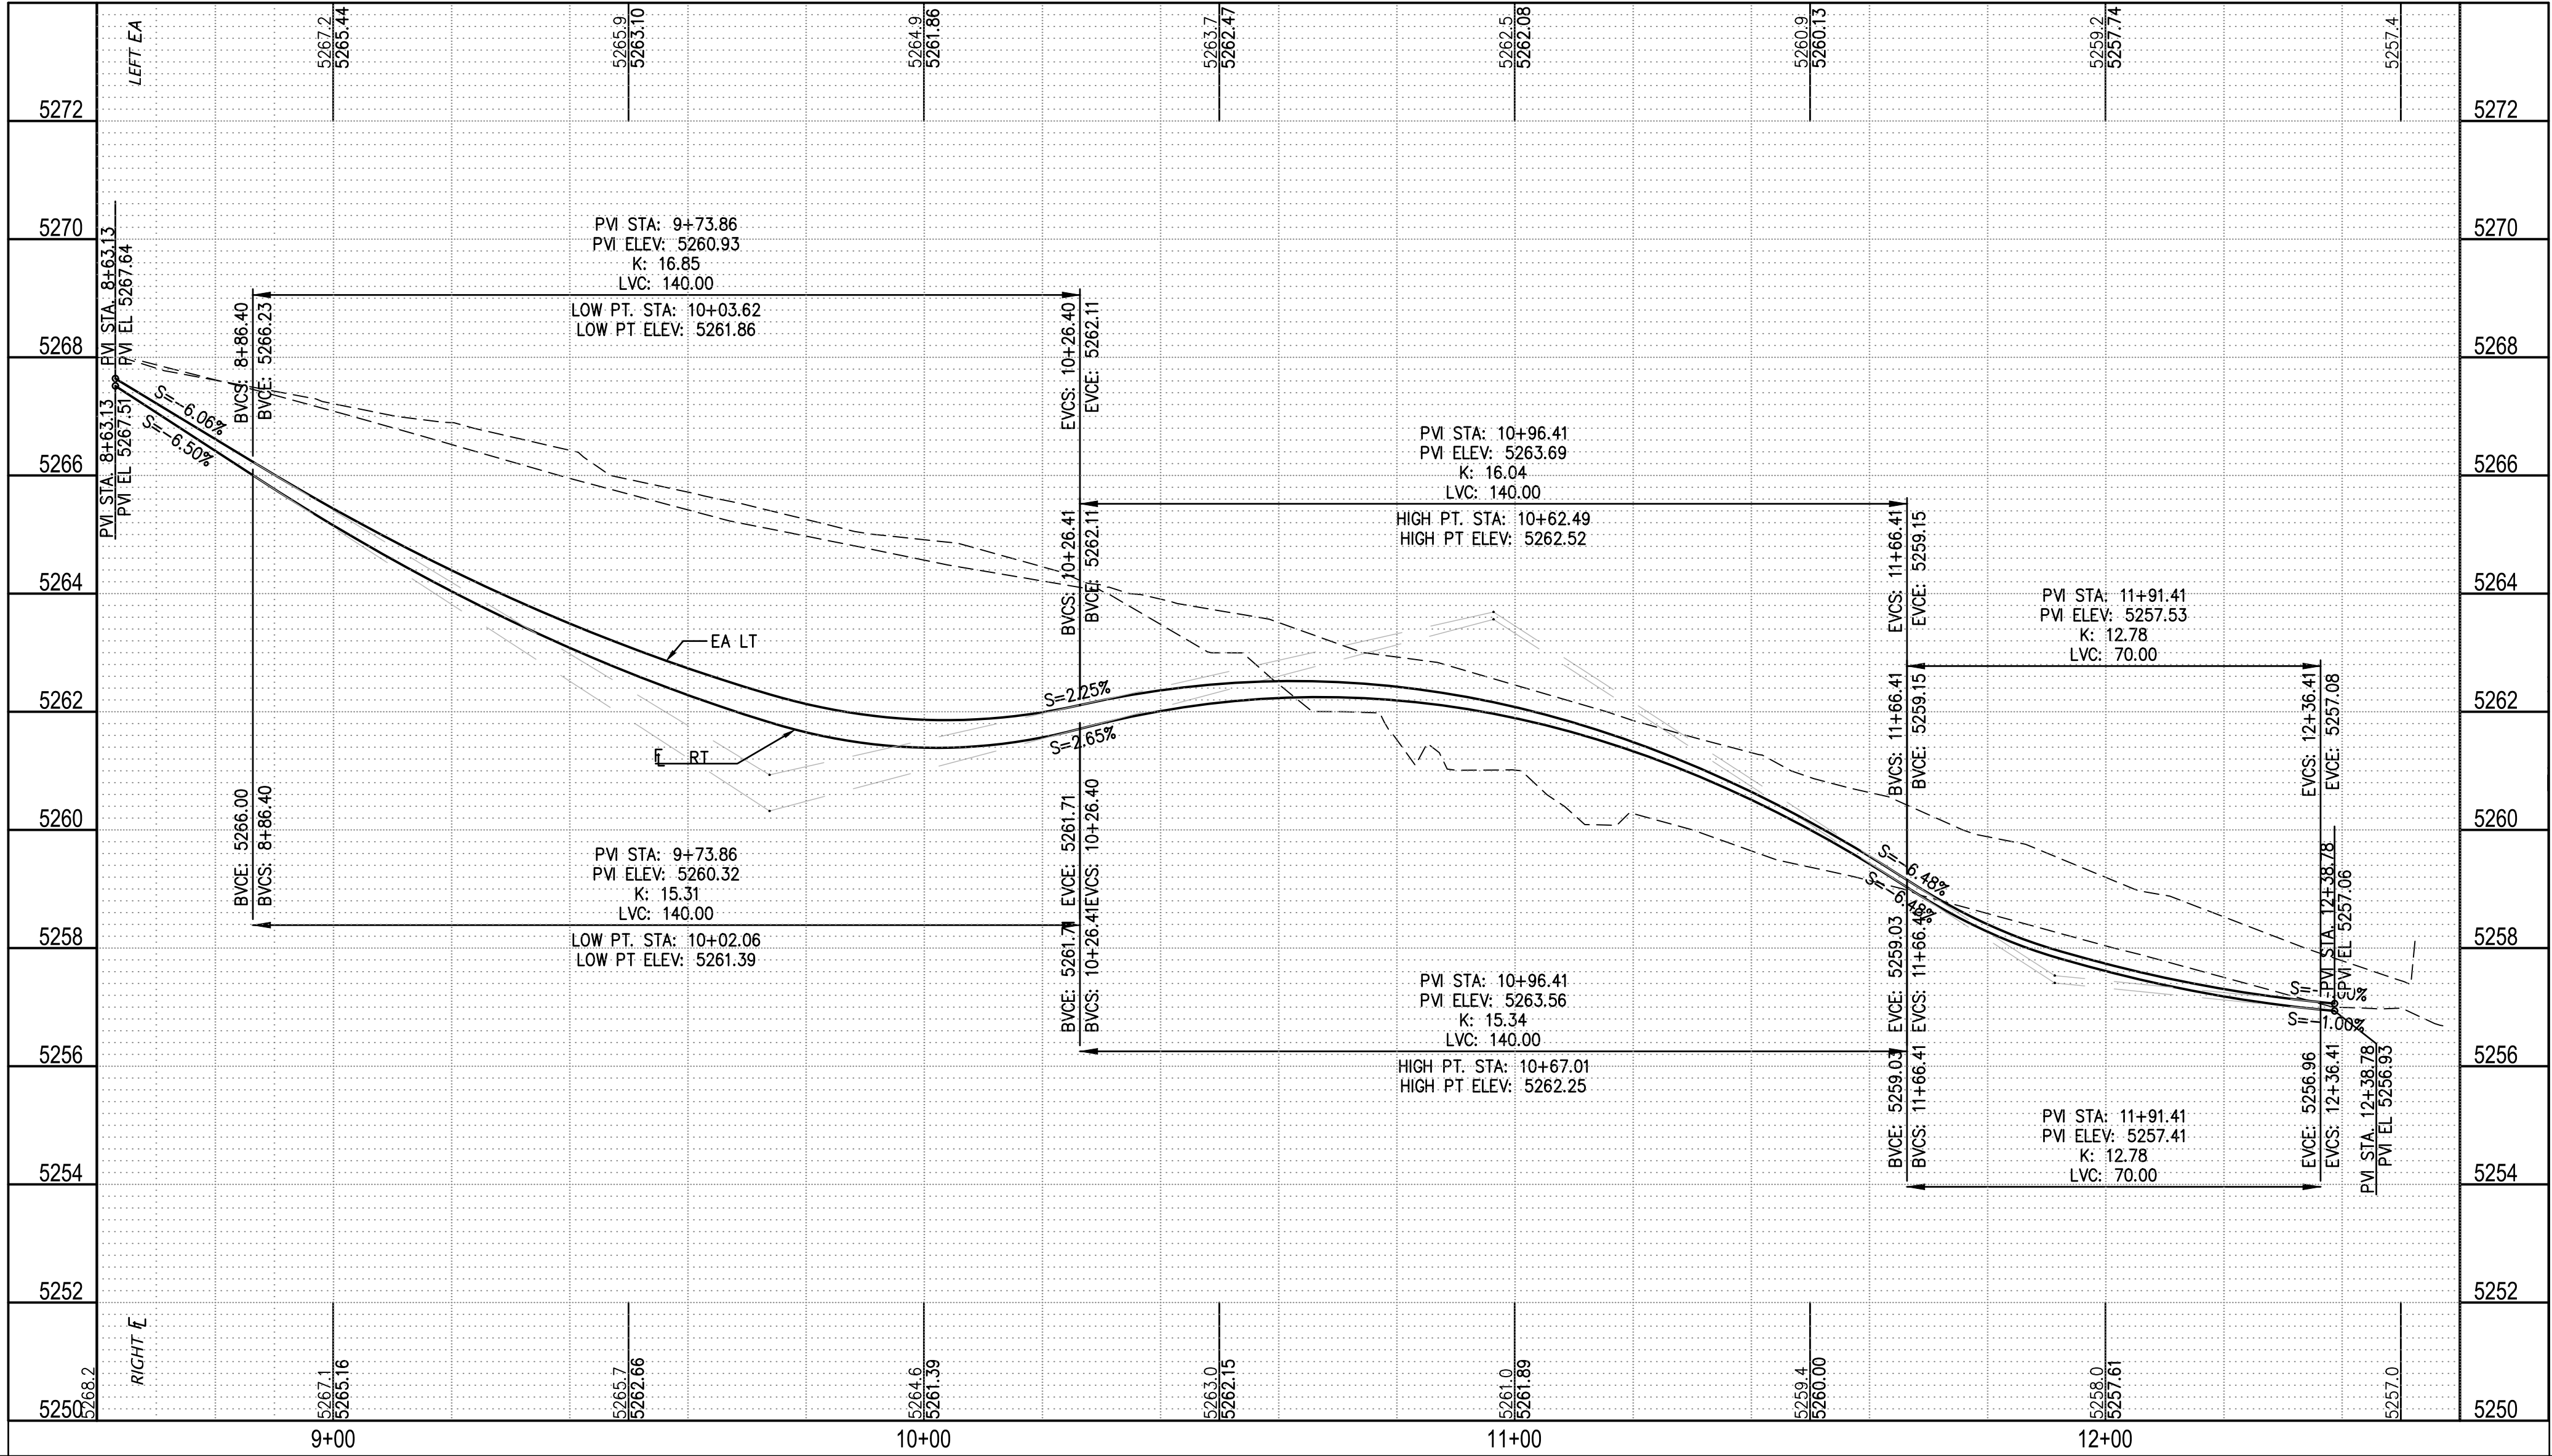 LEFT EA
5267.2
5265.44
5265.9
5263.10
5264.9
5261.86
5263.7
5262.47
5262.5
5262.08
5260.9
5260.13
5259.2
5257.74
5257.4
5272
5272
5270
5270
5268
5268
5266
5266
5264
5264
5262
5262
5260
5260
5258
5258
5256
5256
5254
5254
5252
5252
5250
5250
PVI STA. 8+63.13
PVI EL 5267.64
PVI STA. 8+63.13
PVI EL 5267.51
S=-6.06%
S=-6.50%
BVCS: 8+86.40
BVCE: 5266.23
PVI STA: 9+73.86
PVI ELEV: 5260.93
K: 16.85
LVC: 140.00
LOW PT. STA: 10+03.62
LOW PT ELEV: 5261.86
EVCS: 10+26.40
EVCE: 5262.11
BVCS: 10+26.41
BVCE: 5262.11
PVI STA: 10+96.41
PVI ELEV: 5263.69
K: 16.04
LVC: 140.00
HIGH PT. STA: 10+62.49
HIGH PT ELEV: 5262.52
EVCS: 11+66.41
EVCE: 5259.15
BVCS: 11+66.41
BVCE: 5259.15
PVI STA: 11+91.41
PVI ELEV: 5257.53
K: 12.78
LVC: 70.00
EVCS: 12+36.41
EVCE: 5257.08
PVI STA. 12+38.78
PVI EL 5257.06
EA LT
RT
S=2.25%
S=2.65%
S=-6.48%
S=-6.48%
S=-1.00%
BVCE: 5266.00
BVCS: 8+86.40
PVI STA: 9+73.86
PVI ELEV: 5260.32
K: 15.31
LVC: 140.00
LOW PT. STA: 10+02.06
LOW PT ELEV: 5261.39
EVCE: 5261.71
EVCS: 10+26.40
BVCE: 5261.71
BVCS: 10+26.41
PVI STA: 10+96.41
PVI ELEV: 5263.56
K: 15.34
LVC: 140.00
HIGH PT. STA: 10+67.01
HIGH PT ELEV: 5262.25
EVCE: 5259.03
EVCS: 11+66.41
BVCE: 5259.03
BVCS: 11+66.41
PVI STA: 11+91.41
PVI ELEV: 5257.41
K: 12.78
LVC: 70.00
EVCE: 5256.96
EVCS: 12+36.41
PVI STA. 12+38.78
PVI EL 5256.93
RIGHT
5268.2
5267.1
5265.16
5265.7
5262.66
5264.6
5261.39
5263.0
5262.15
5261.0
5261.89
5259.4
5260.00
5258.0
5257.61
5257.0
9+00
10+00
11+00
12+00